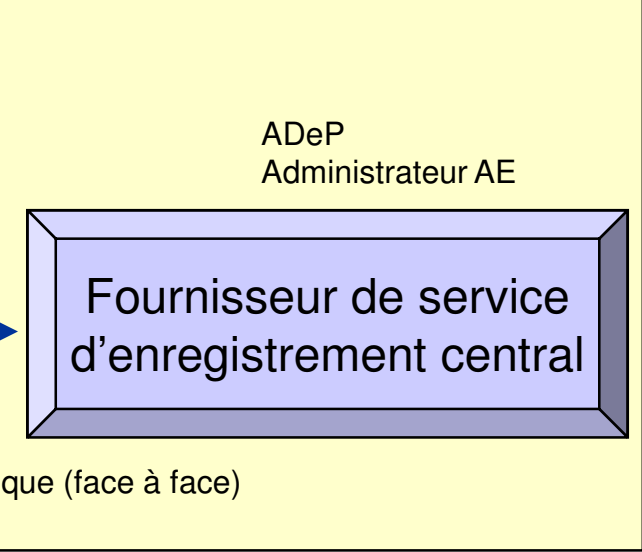 ADeP
Administrateur AE
Fournisseur de service
d'enregistrement central
que (face à face)